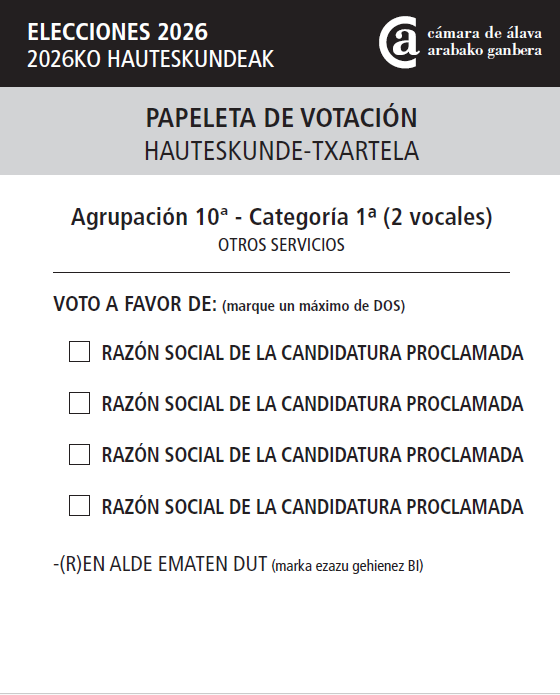 ELECCIONES 2026
2026KO HAUTESKUNDEAK
cámara de álava
arabako ganbera
PAPELETA DE VOTACIÓN
HAUTESKUNDE-TXARTELA
Agrupación 10ª - Categoría 1ª (2 vocales)
OTROS SERVICIOS
VOTO A FAVOR DE: (marque un máximo de DOS)
RAZÓN SOCIAL DE LA CANDIDATURA PROCLAMADA
RAZÓN SOCIAL DE LA CANDIDATURA PROCLAMADA
RAZÓN SOCIAL DE LA CANDIDATURA PROCLAMADA
RAZÓN SOCIAL DE LA CANDIDATURA PROCLAMADA
-(R)EN ALDE EMATEN DUT (marka ezazu gehienez BI)